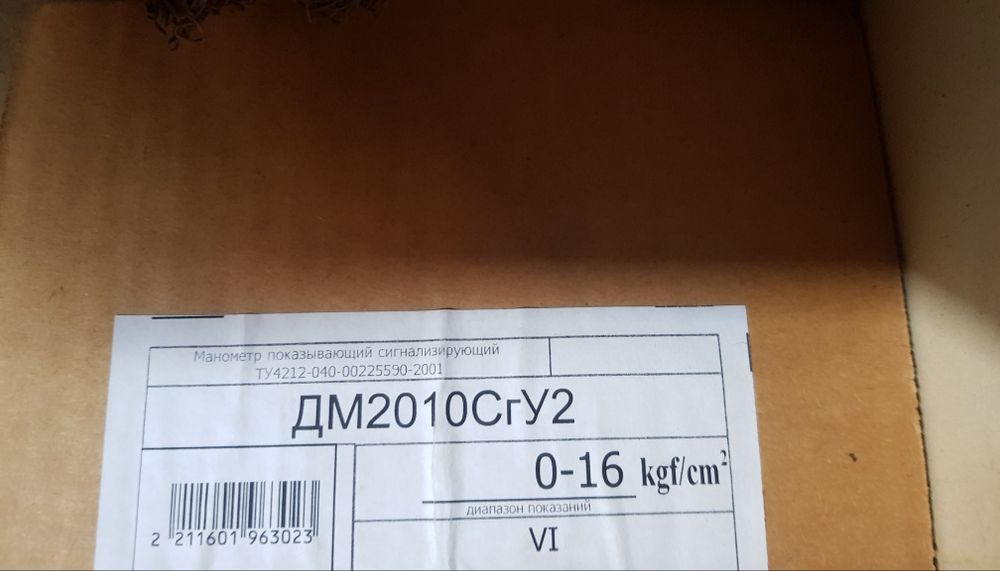 Манометр показывающий сигнализирующий
ТУ4212-040-00225590-2001
ДМ2010СгУ2
0-16 kgf/cm²
диапазон показаний
VI
2 211601 963023